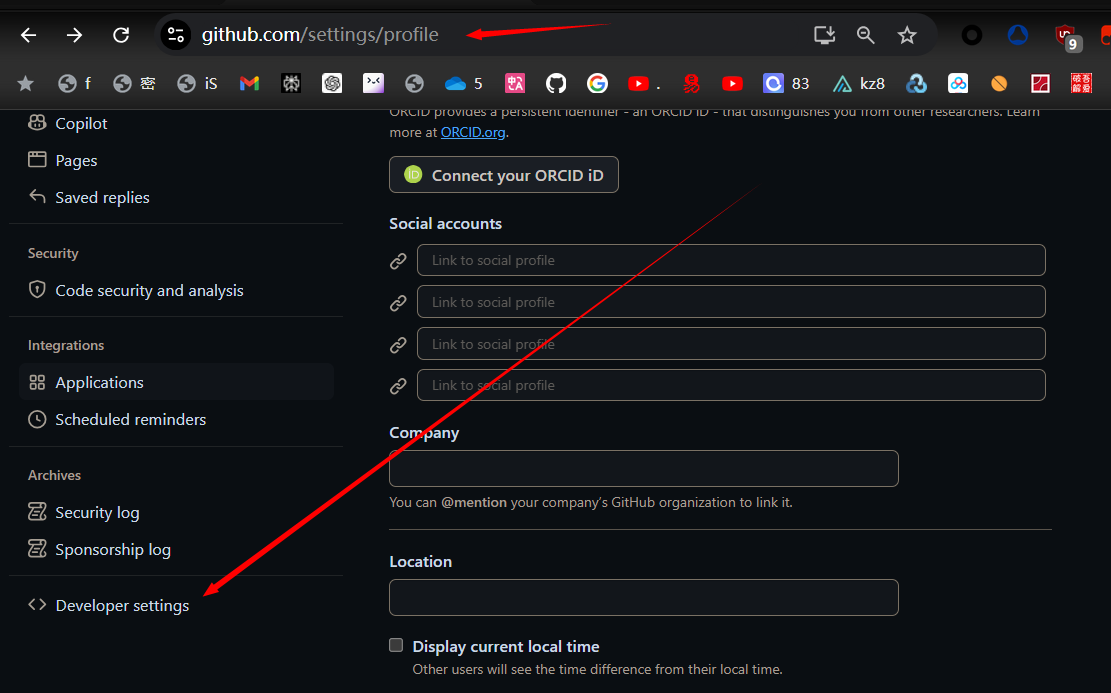 github.com/settings/profile
9
f
密
iS
5
.
83
kz8
Copilot
Pages
Saved replies
Security
Code security and analysis
Integrations
Applications
Scheduled reminders
Archives
Security log
Sponsorship log
Developer settings
ORCID provides a persistent identifier - an ORCID iD - that distinguishes you from other researchers. Learn
more at ORCID.org.
iD Connect your ORCID iD
Social accounts
Link to social profile
Link to social profile
Link to social profile
Link to social profile
Company
You can @mention your company's GitHub organization to link it.
Location
Display current local time
Other users will see the time difference from their local time.